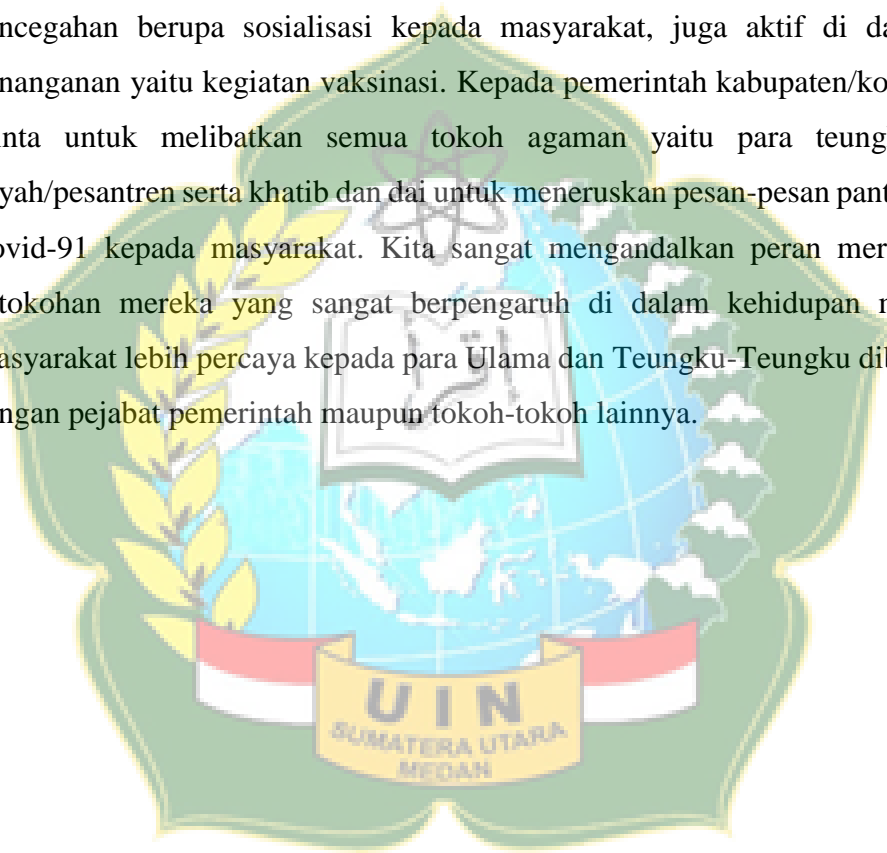 ncegahan berupa sosialisasi kepada masyarakat, juga aktif di da
nanganan yaitu kegiatan vaksinasi. Kepada pemerintah kabupaten/ko
inta untuk melibatkan semua tokoh agaman yaitu para teung
yah/pesantren serta khatib dan dai untuk meneruskan pesan-pesan pant
ovid-91 kepada masyarakat. Kita sangat mengandalkan peran mer
tokohan mereka yang sangat berpengaruh di dalam kehidupan m
asyarakat lebih percaya kepada para Ulama dan Teungku-Teungku dib
ngan pejabat pemerintah maupun tokoh-tokoh lainnya.
UIN
SUMATERA UTARA
MEDAN